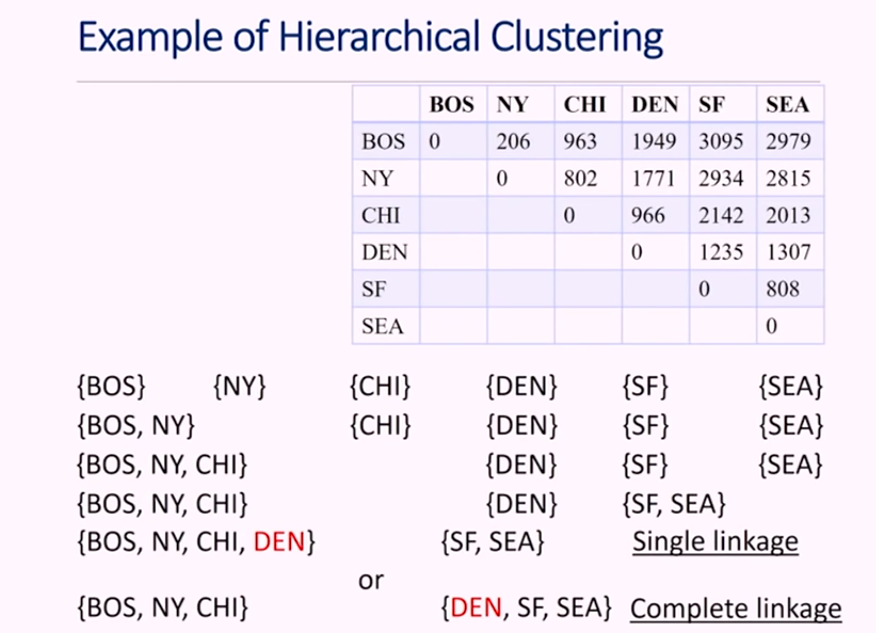 Example of Hierarchical Clustering
BOS NY CHI DEN SF SEA
BOS 0 206 963 1949 3095 2979
NY 0 802 1771 2934 2815
CHI 0 966 2142 2013
DEN 0 1235 1307
SF 0 808
SEA 0
{BOS} {NY} {CHI} {DEN} {SF} {SEA}
{BOS, NY} {CHI} {DEN} {SF} {SEA}
{BOS, NY, CHI} {DEN} {SF} {SEA}
{BOS, NY, CHI} {DEN} {SF, SEA}
{BOS, NY, CHI, DEN} {SF, SEA} Single linkage
or
{BOS, NY, CHI} {DEN, SF, SEA} Complete linkage